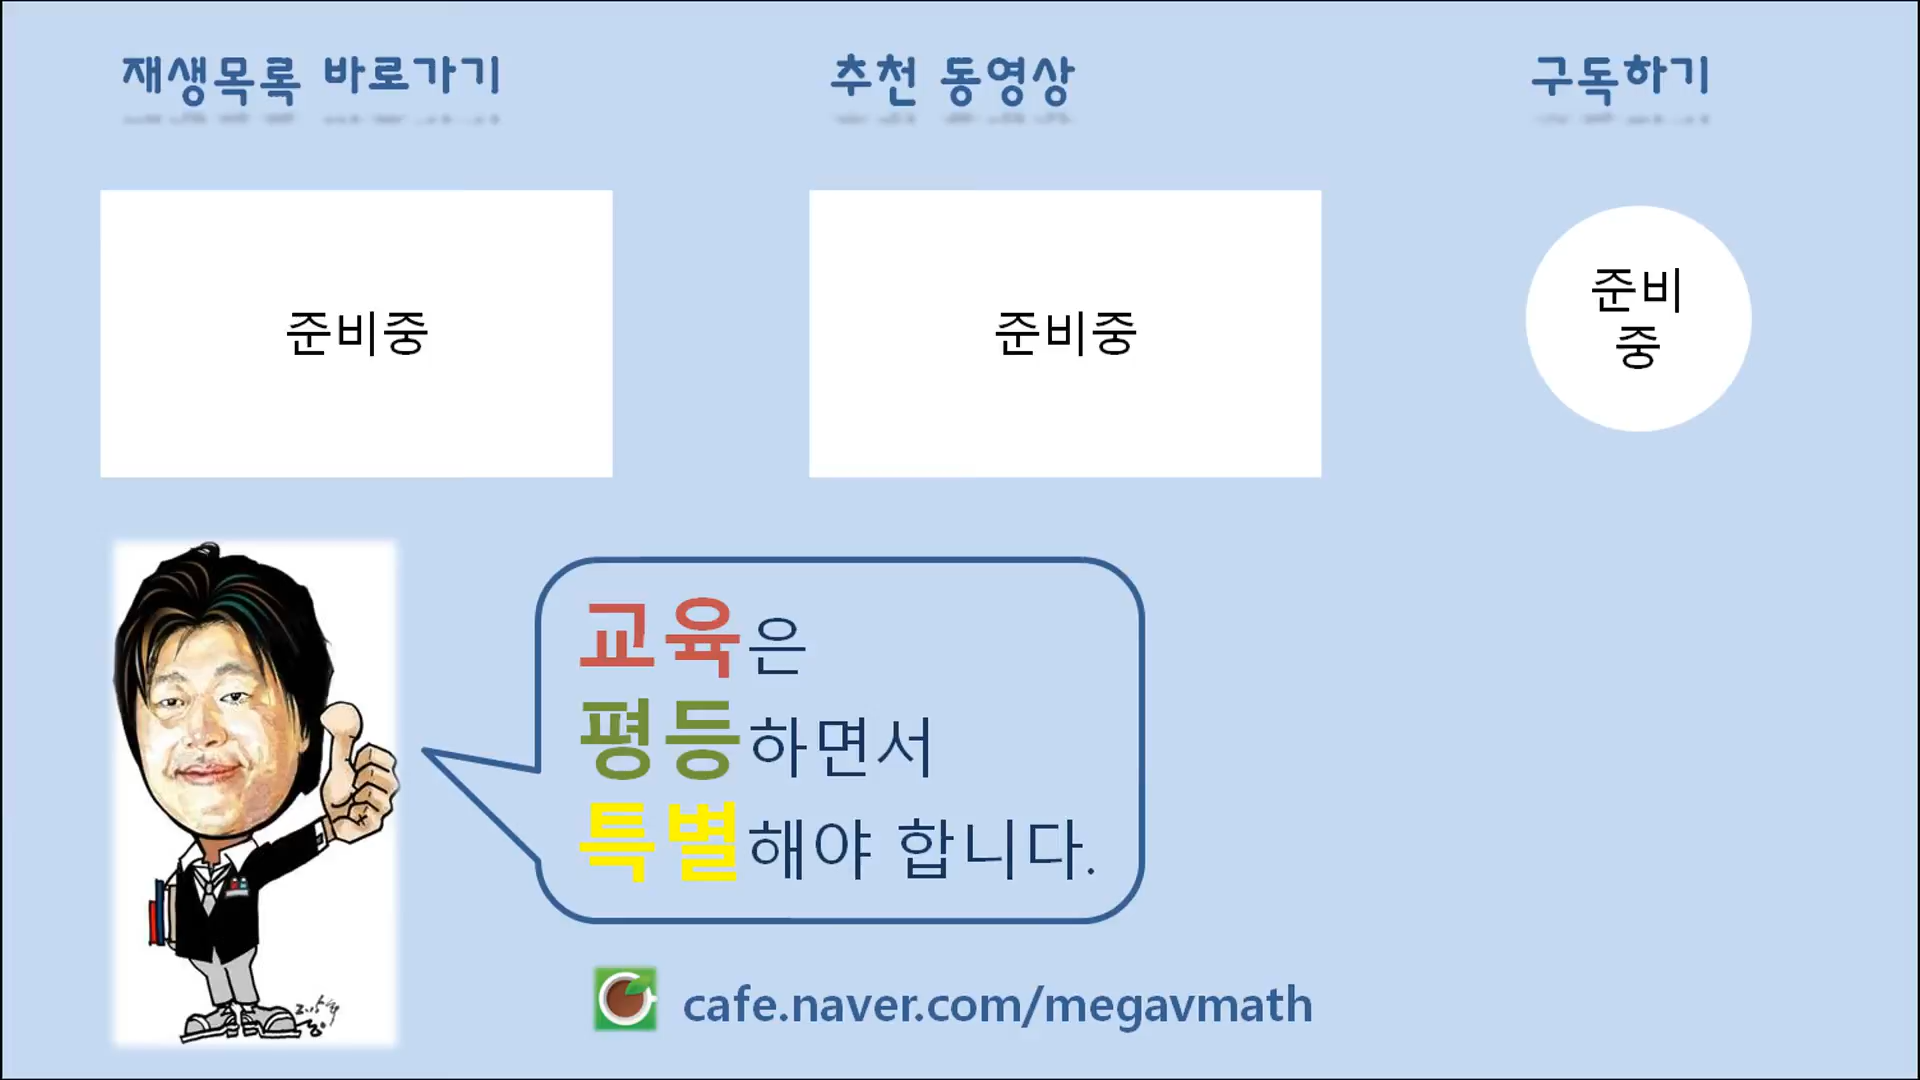 재생목록 바로가기
추천 동영상
구독하기
준비중
준비중
준비
중
교육은
평등하면서
특별해야 합니다.
cafe.naver.com/megavmath